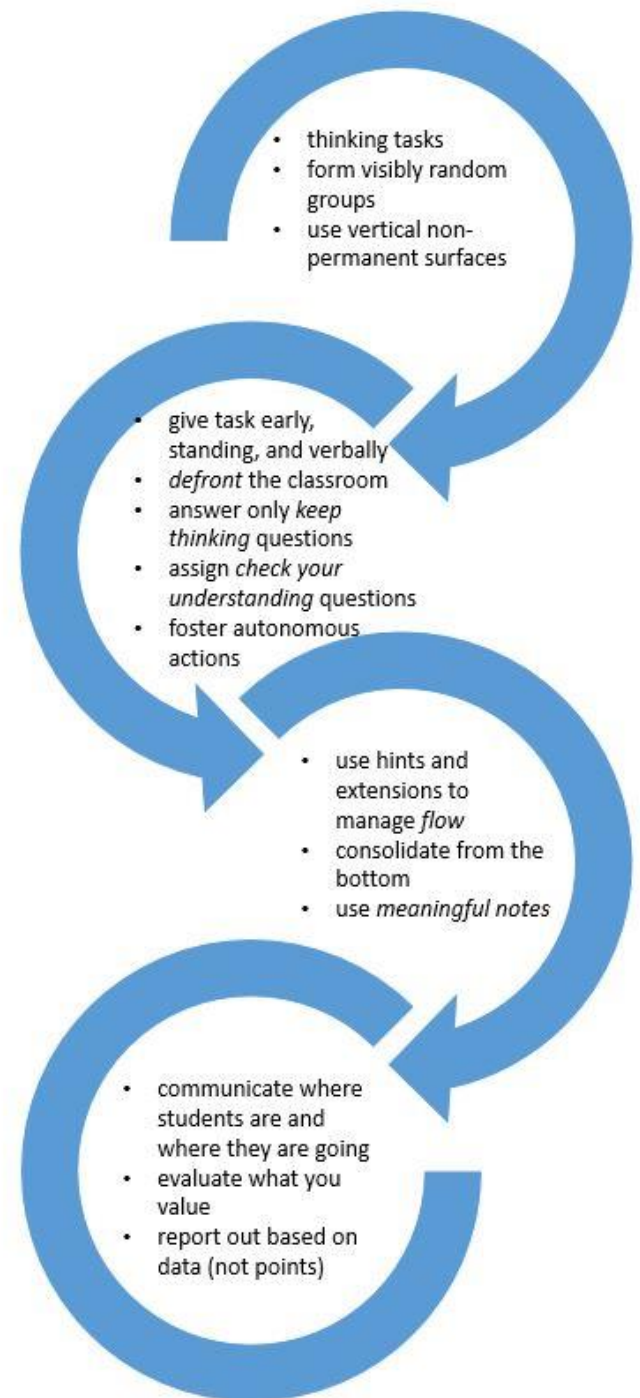 • thinking tasks
• form visibly random
groups
• use vertical non-
permanent surfaces
• give task early,
standing, and verbally
• defront the classroom
• answer only keep
thinking questions
• assign check your
understanding questions
• foster autonomous
actions
• use hints and
extensions to
manage flow
• consolidate from the
bottom
• use meaningful notes
• communicate where
students are and
where they are going
• evaluate what you
value
• report out based on
data (not points)